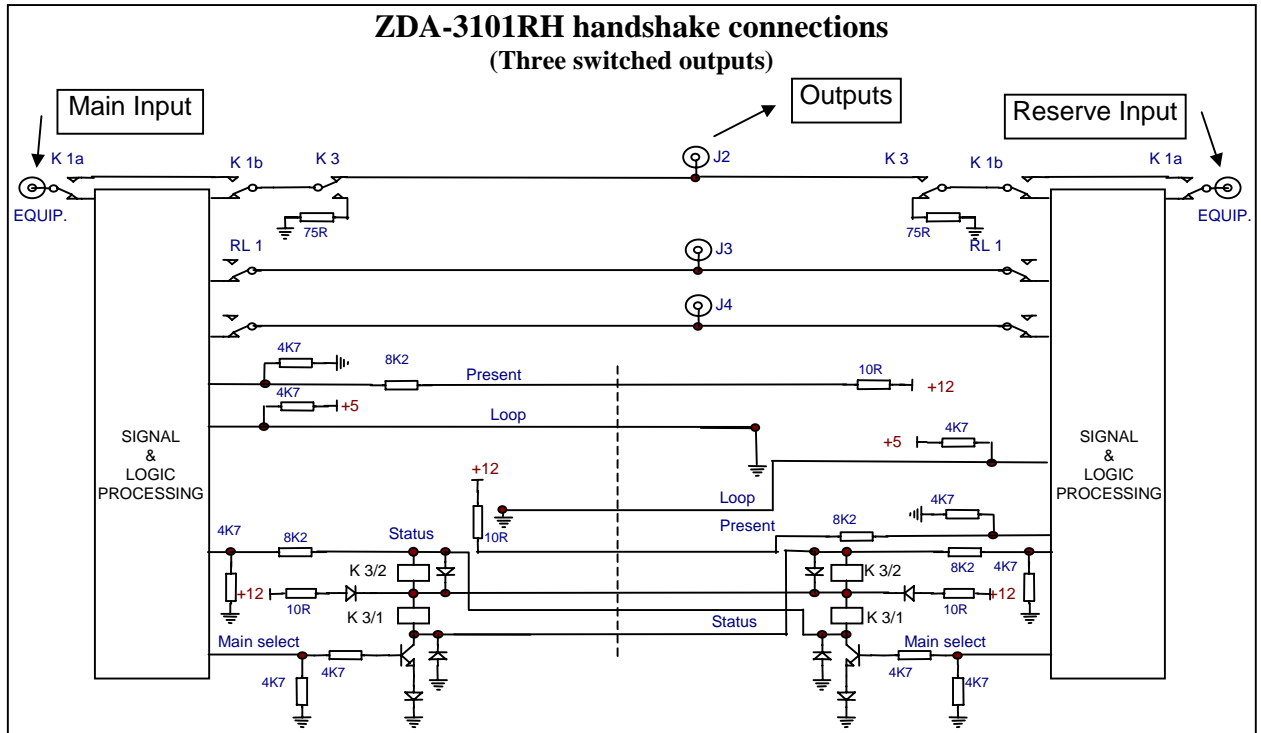 ZDA-3101RH handshake connections
(Three switched outputs)
Main Input
Outputs
Reserve Input
K 1a
K 1b
K 3
J2
K 3
K 1b
K 1a
EQUIP.
EQUIP.
75R
75R
RL 1
J3
RL 1
J4
4K7
8K2
Present
10R
+12
4K7
+5
Loop
SIGNAL
&
LOGIC
PROCESSING
+5
4K7
SIGNAL
&
LOGIC
PROCESSING
+12
Loop
4K7
10R
Present
8K2
4K7
8K2
Status
8K2
4K7
K 3/2
K 3/2
+12
10R
10R
+12
K 3/1
K 3/1
Status
Main select
Main select
4K7
4K7
4K7
4K7